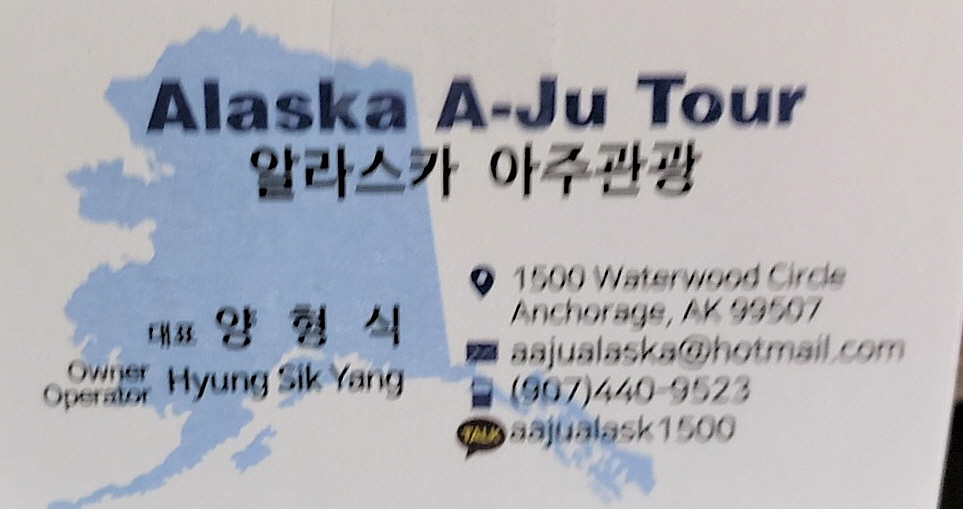 Alaska A-Ju Tour
알라스카 아주관광
1500 Waterwood Circle
Anchorage, AK 99507
대표 양 형 식
aajualaska@hotmail.com
Owner
Operator Hyung Sik Yang
(907)440-9523
TALK aajualask1500